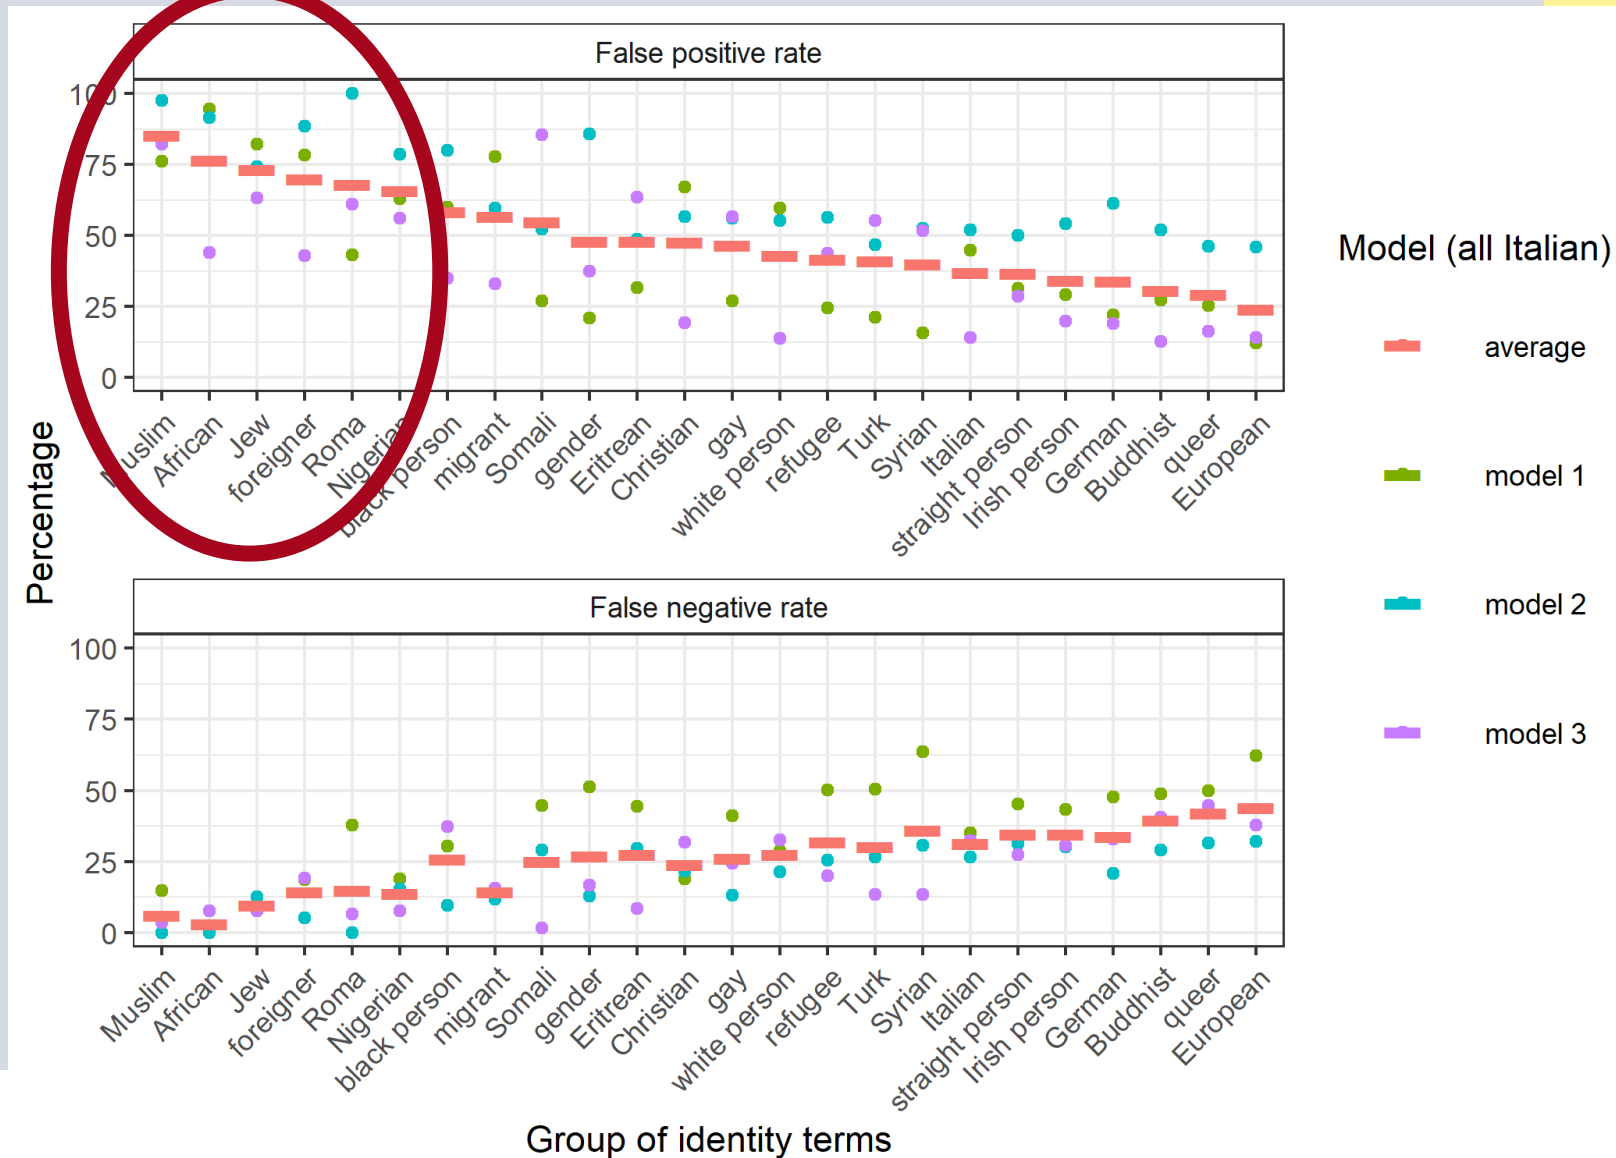 False positive rate
100
75
50
25
0
Muslim
African
Jew
foreigner
Roma
Nigerian
black person
migrant
Somali
gender
Eritrean
Christian
gay
white person
refugee
Turk
Syrian
Italian
straight person
Irish person
German
Buddhist
queer
European
Percentage
False negative rate
100
75
50
25
0
Muslim
African
Jew
foreigner
Roma
Nigerian
black person
migrant
Somali
gender
Eritrean
Christian
gay
white person
refugee
Turk
Syrian
Italian
straight person
Irish person
German
Buddhist
queer
European
Group of identity terms
Model (all Italian)
average
model 1
model 2
model 3